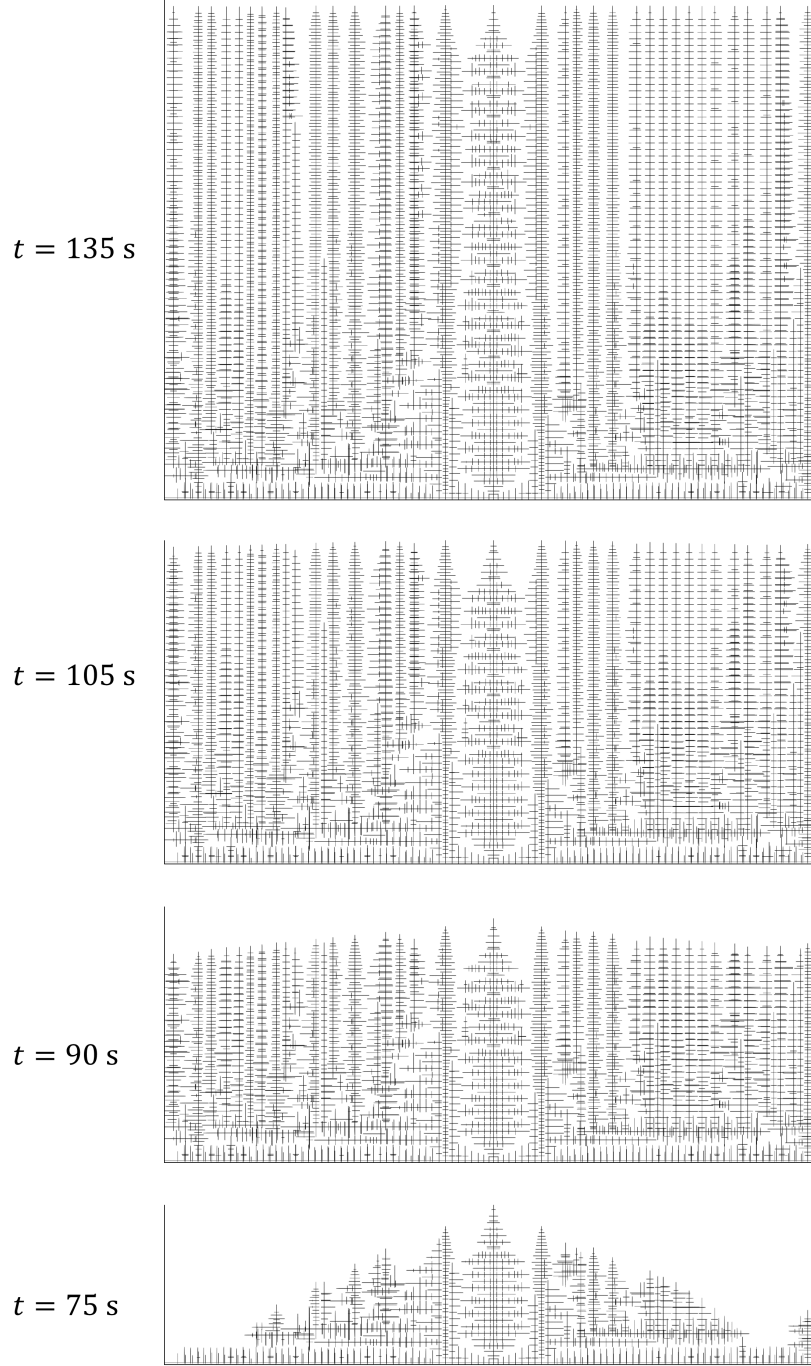 t = 135 s
t = 105 s
t = 90 s
t = 75 s